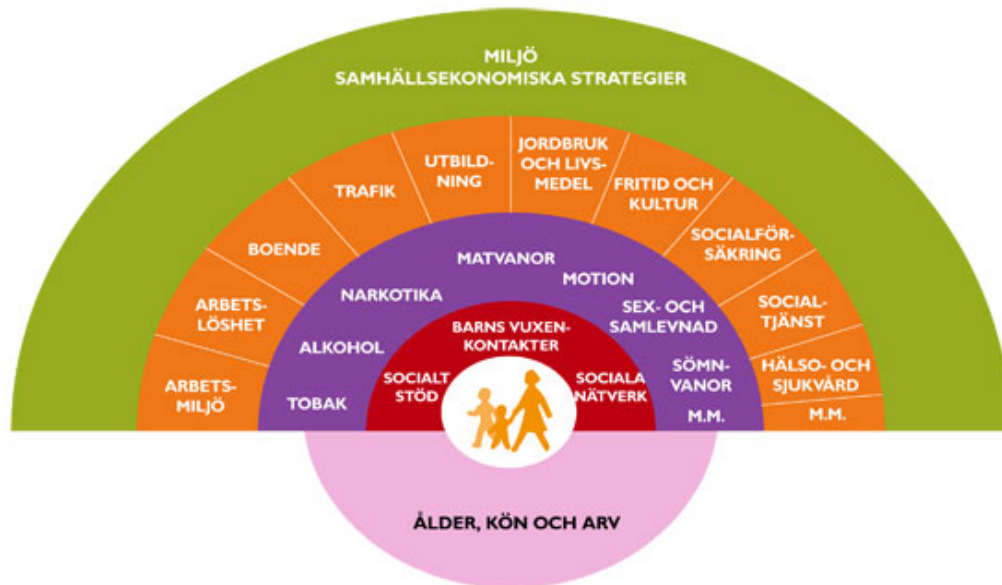 MILJÖ
SAMHÄLLSEKONOMISKA STRATEGIER
ARBETS-
MILJÖ
ARBETS-
LÖSHET
BOENDE
TRAFIK
UTBILD-
NING
JORDBRUK
OCH LIVS-
MEDEL
FRITID OCH
KULTUR
SOCIALFÖR-
SÄKRING
SOCIAL-
TJÄNST
HÄLSO- OCH
SJUKVÅRD
M.M.
TOBAK
ALKOHOL
NARKOTIKA
MATVANOR
MOTION
SEX- OCH
SAMLEVNAD
SÖMN-
VANOR
M.M.
SOCIALT
STÖD
BARNS VUXEN-
KONTAKTER
SOCIALA
NÄTVERK
ÅLDER, KÖN OCH ARV